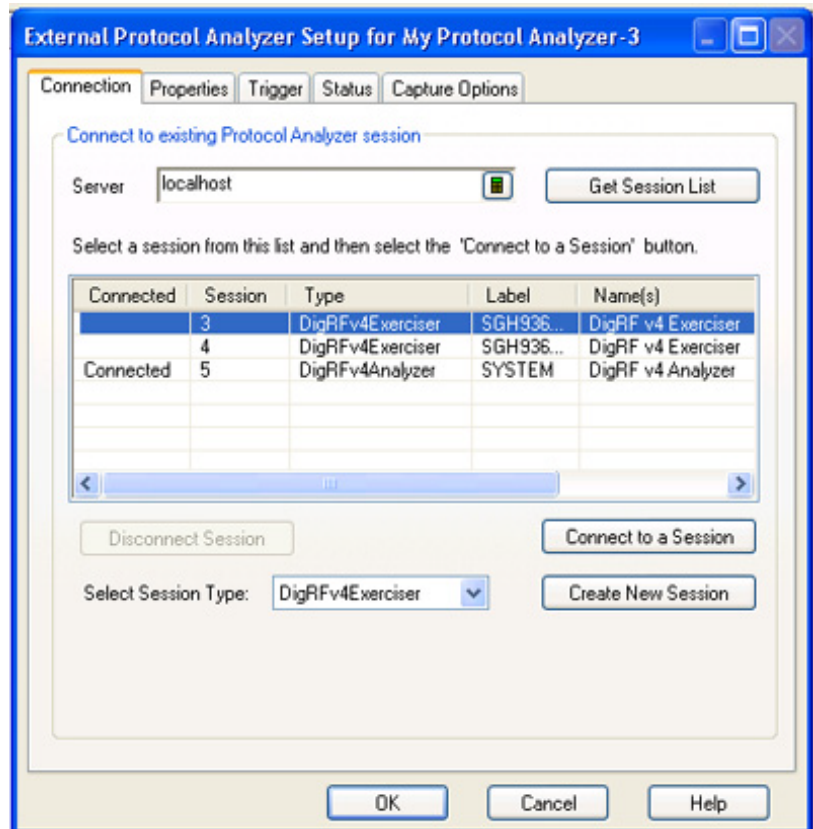 External Protocol Analyzer Setup for My Protocol Analyzer-3
Connection Properties Trigger Status Capture Options
Connect to existing Protocol Analyzer session
Server localhost Get Session List
Select a session from this list and then select the 'Connect to a Session' button.
Connected Session Type Label Name(s)
3 DigRFv4Exerciser SGH936... DigRF v4 Exerciser
4 DigRFv4Exerciser SGH936... DigRF v4 Exerciser
Connected 5 DigRFv4Analyzer SYSTEM DigRF v4 Analyzer
Disconnect Session Connect to a Session
Select Session Type: DigRFv4Exerciser Create New Session
OK Cancel Help